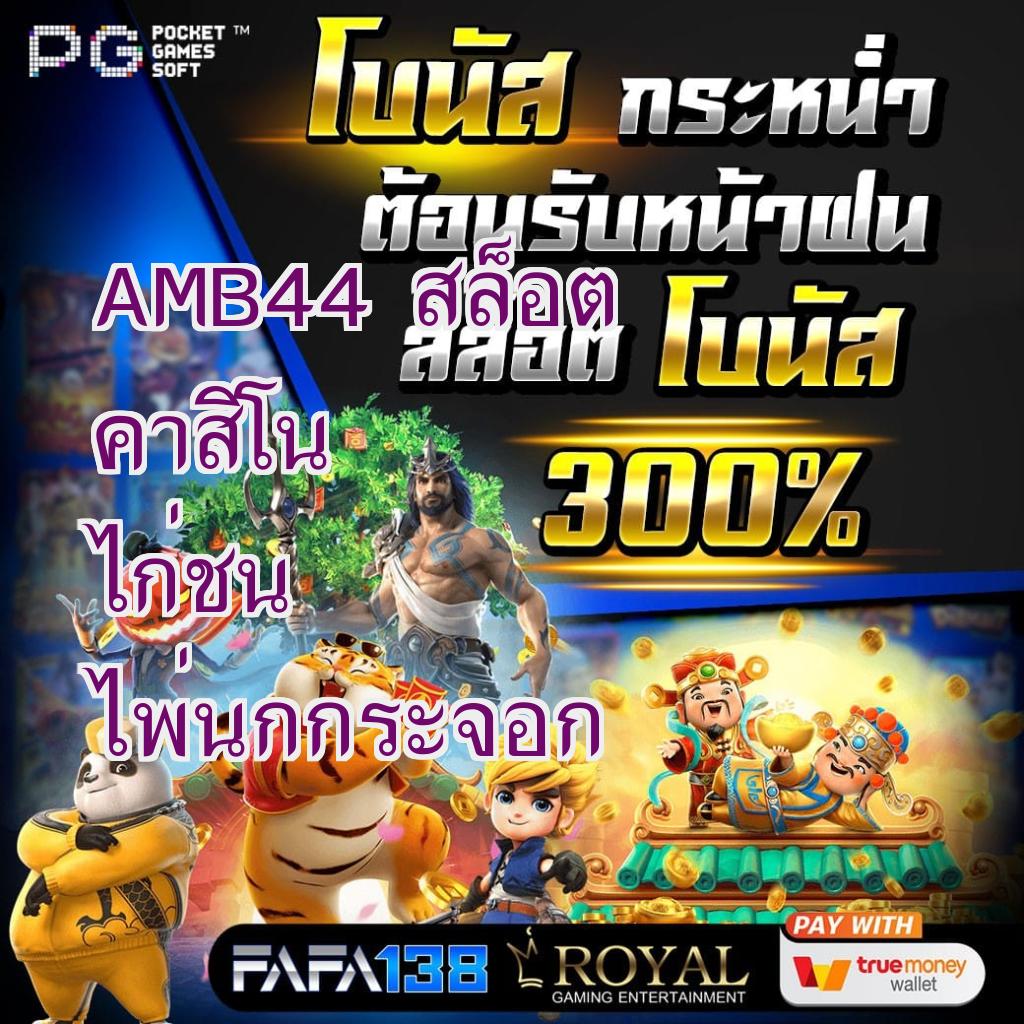 PG POCKET GAMES SOFT ™
โบนัส กระหน่ำ
ต้อนรับหน้าฝน
สล็อต โบนัส
300%
AMB44 สล็อต
คาสิโน
ไก่ชน
ไพ่นกกระจอก
FAFA138
ROYAL
GAMING ENTERTAINMENT
PAY WITH
truemoney
wallet